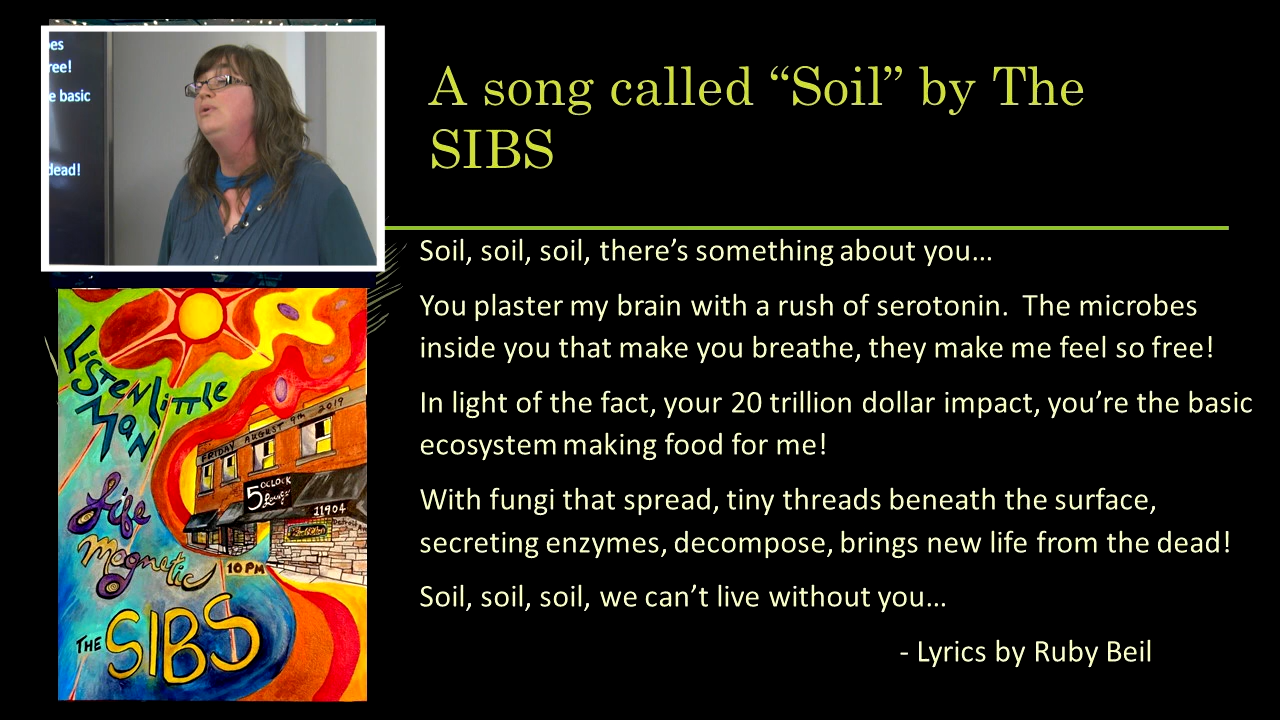 es
ree!
e basic
dead!
A song called “Soil” by The
SIBS
Soil, soil, soil, there’s something about you…
You plaster my brain with a rush of serotonin.  The microbes
inside you that make you breathe, they make me feel so free!
In light of the fact, your 20 trillion dollar impact, you’re the basic
ecosystem making food for me!
With fungi that spread, tiny threads beneath the surface,
secreting enzymes, decompose, brings new life from the dead!
Soil, soil, soil, we can’t live without you…
- Lyrics by Ruby Beil
Listen Little
Man
FRIDAY AUGUST 9th 2019
5 OCLOCK
Lounge
11904
Life
Magnetic
10 PM
THE SIBS